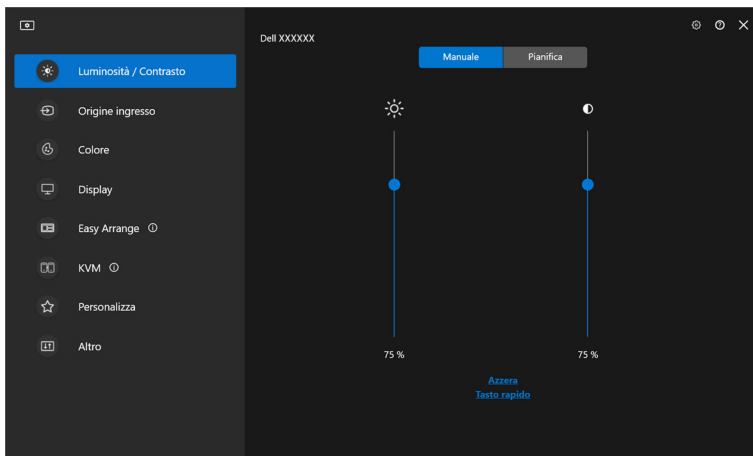 Dell XXXXXX
Manuale
Pianifica
Luminosità / Contrasto
Origine ingresso
Colore
Display
Easy Arrange
KVM
Personalizza
Altro
75 %
75 %
Azzera
Tasto rapido